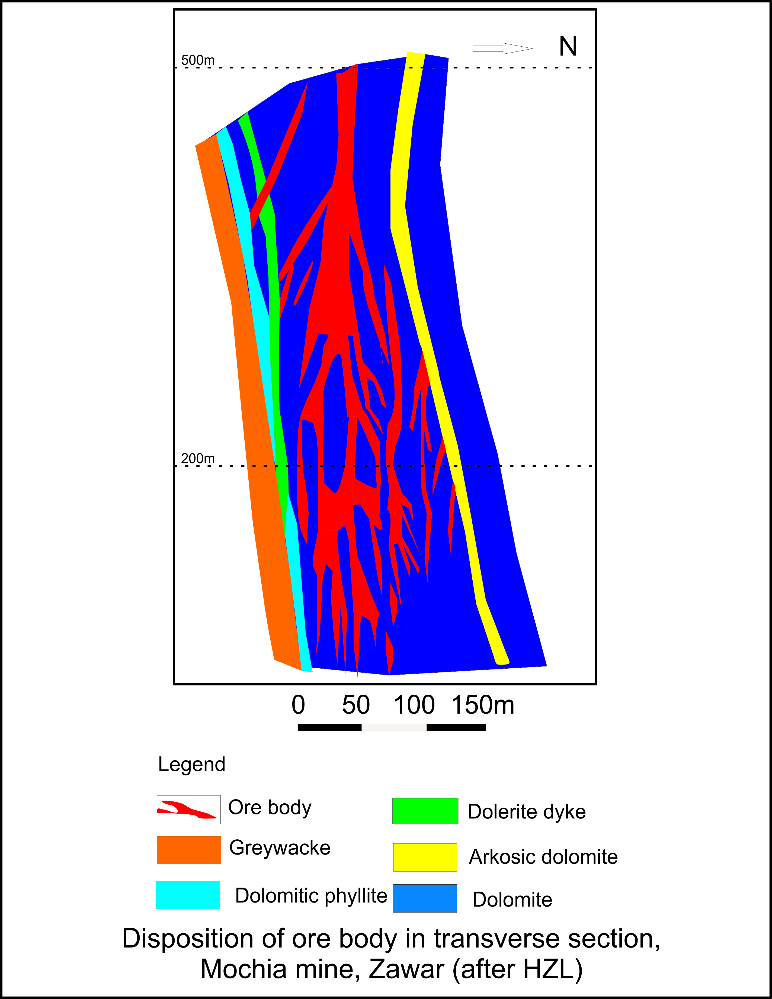 N
500m
200m
0 50 100 150m
Legend
Ore body
Dolerite dyke
Greywacke
Arkosic dolomite
Dolomitic phyllite
Dolomite
Disposition of ore body in transverse section,
Mochia mine, Zawar (after HZL)